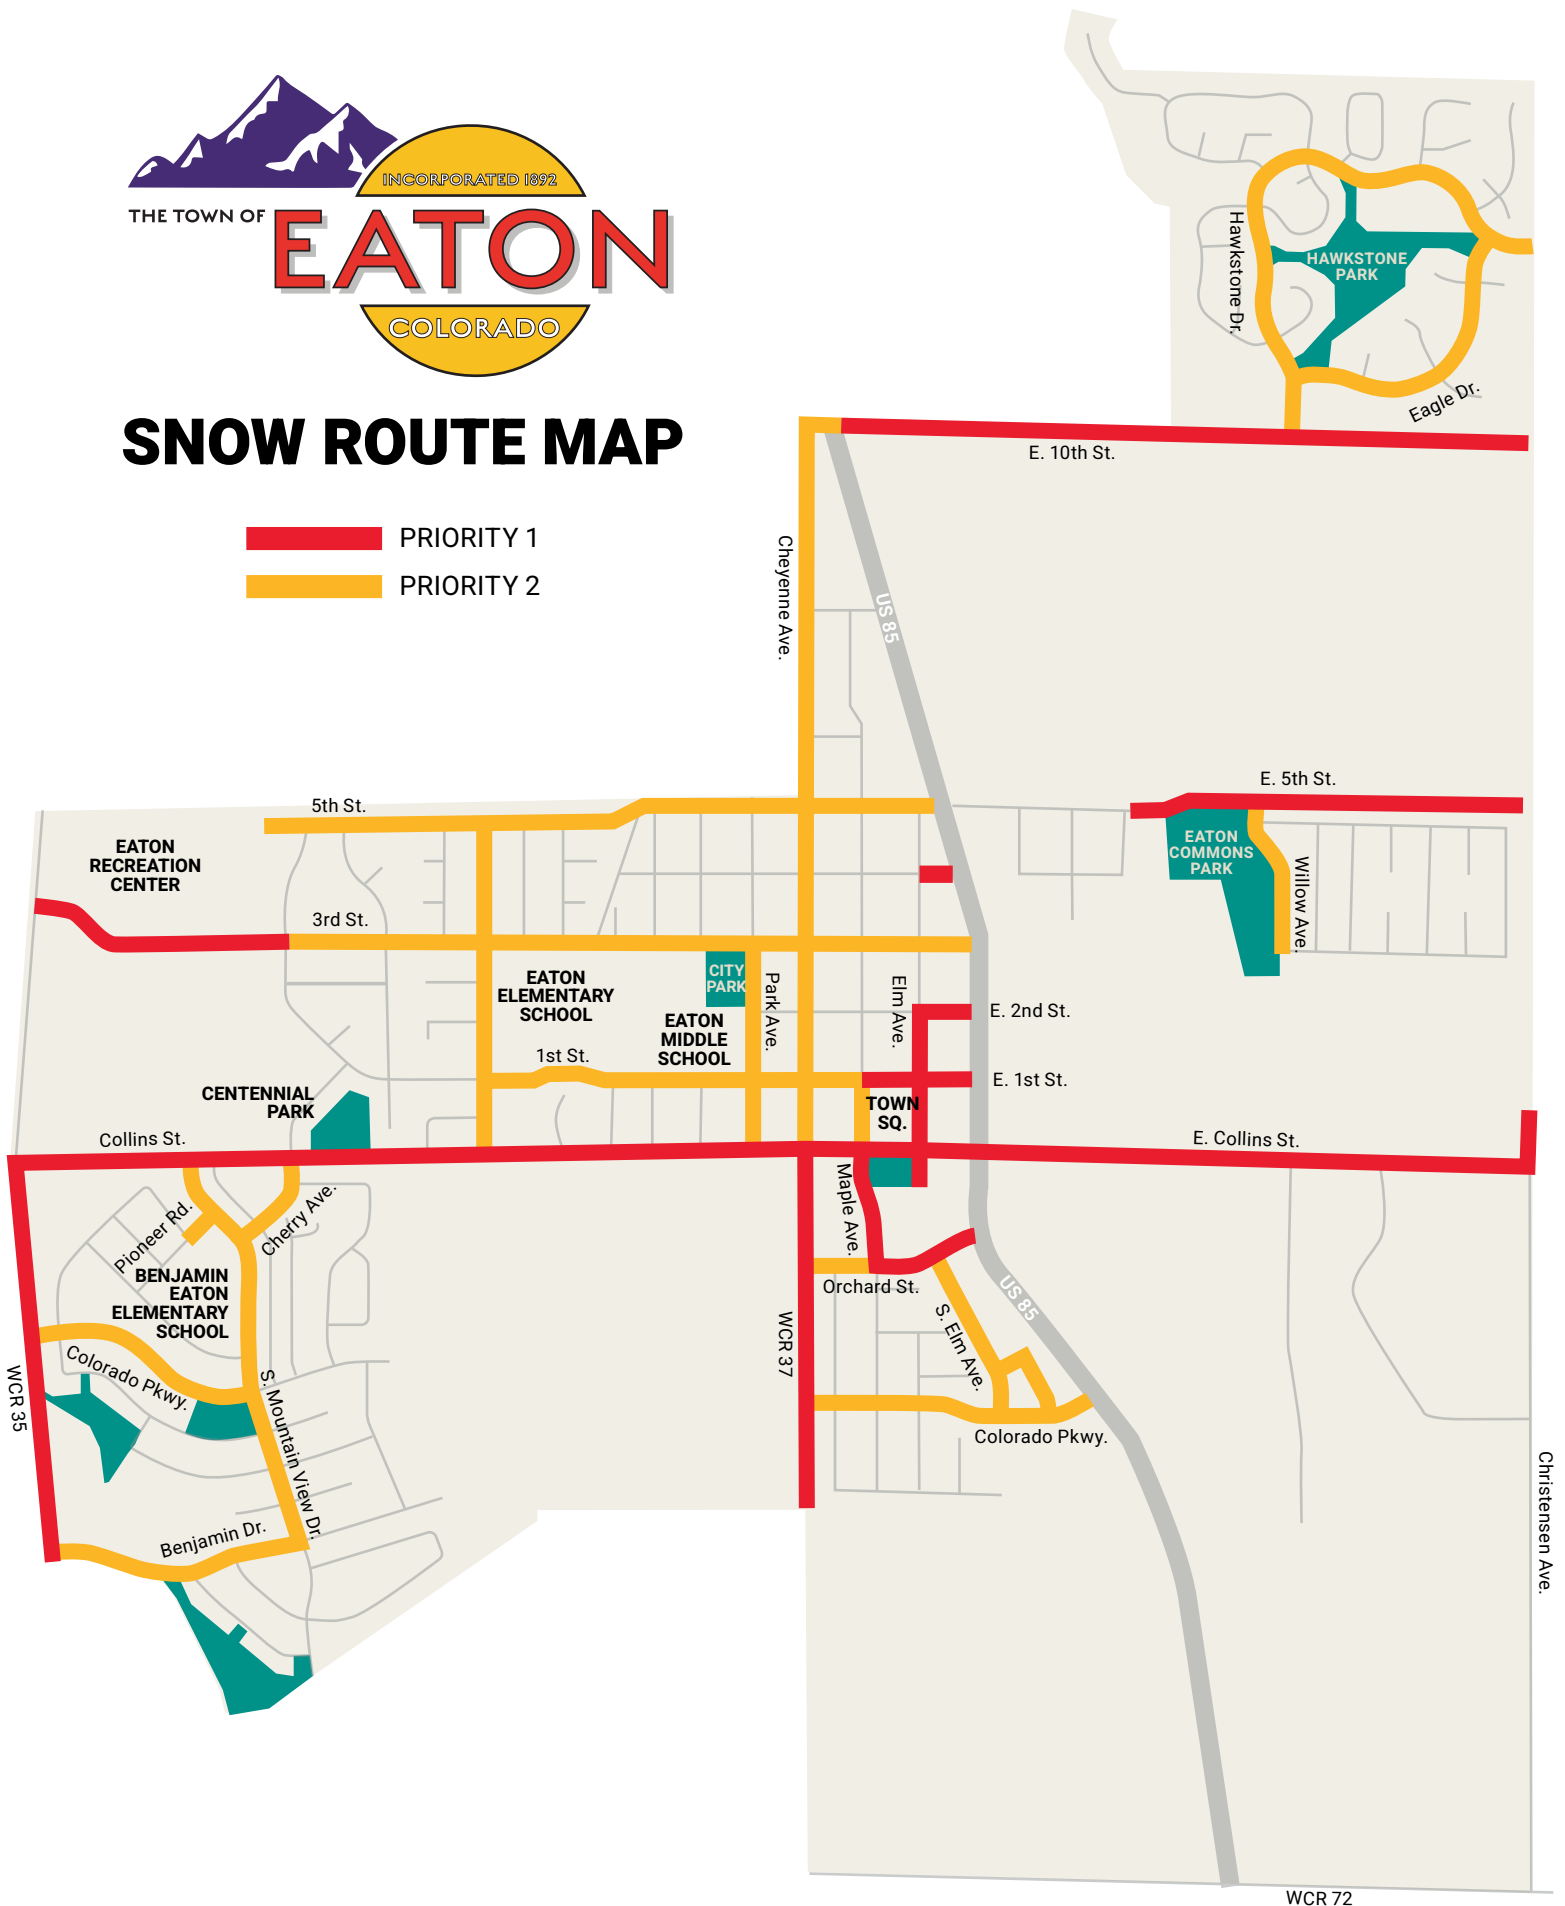 INCORPORATED 1892
THE TOWN OF
EATON
COLORADO
SNOW ROUTE MAP
PRIORITY 1
PRIORITY 2
Hawkstone Dr.
HAWKSTONE
PARK
Eagle Dr.
E. 10th St.
Cheyenne Ave.
US 85
E. 5th St.
5th St.
EATON
RECREATION
CENTER
EATON
COMMONS
PARK
Willow Ave.
3rd St.
EATON
ELEMENTARY
SCHOOL
CITY
PARK
Park Ave.
Elm Ave.
E. 2nd St.
EATON
MIDDLE
SCHOOL
1st St.
E. 1st St.
CENTENNIAL
PARK
TOWN
SQ.
Collins St.
E. Collins St.
Pioneer Rd.
Cherry Ave.
Maple Ave.
BENJAMIN
EATON
ELEMENTARY
SCHOOL
Orchard St.
US 85
S. Elm Ave.
WCR 37
WCR 35
Colorado Pkwy.
S. Mountain View Dr.
Colorado Pkwy.
Benjamin Dr.
Christensen Ave.
WCR 72